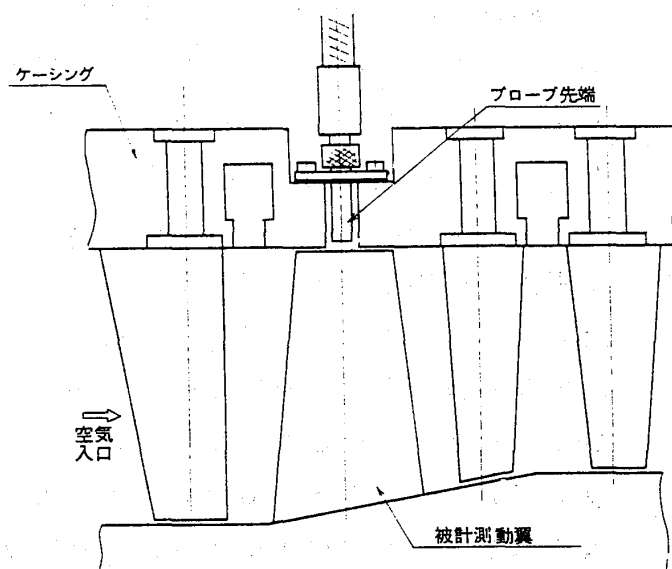 ケーシング
プローブ先端
空気
入口
被計測動翼